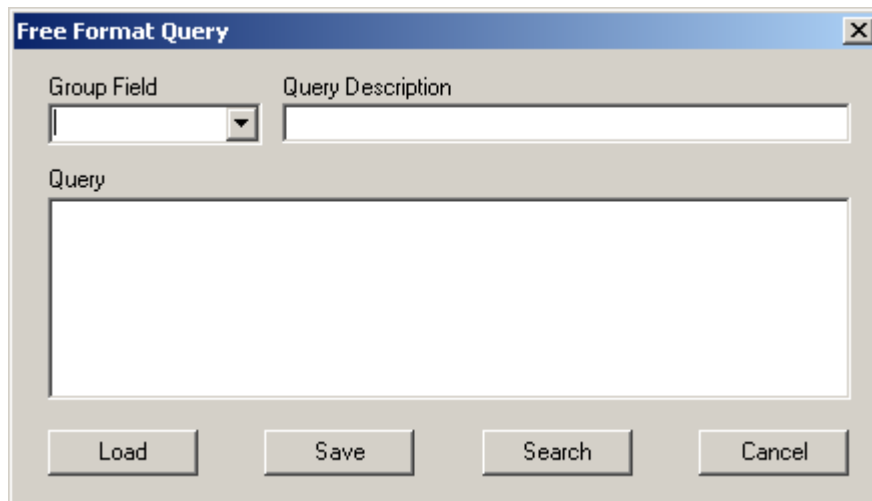 Free Format Query
Group Field Query Description
Query
Load Save Search Cancel